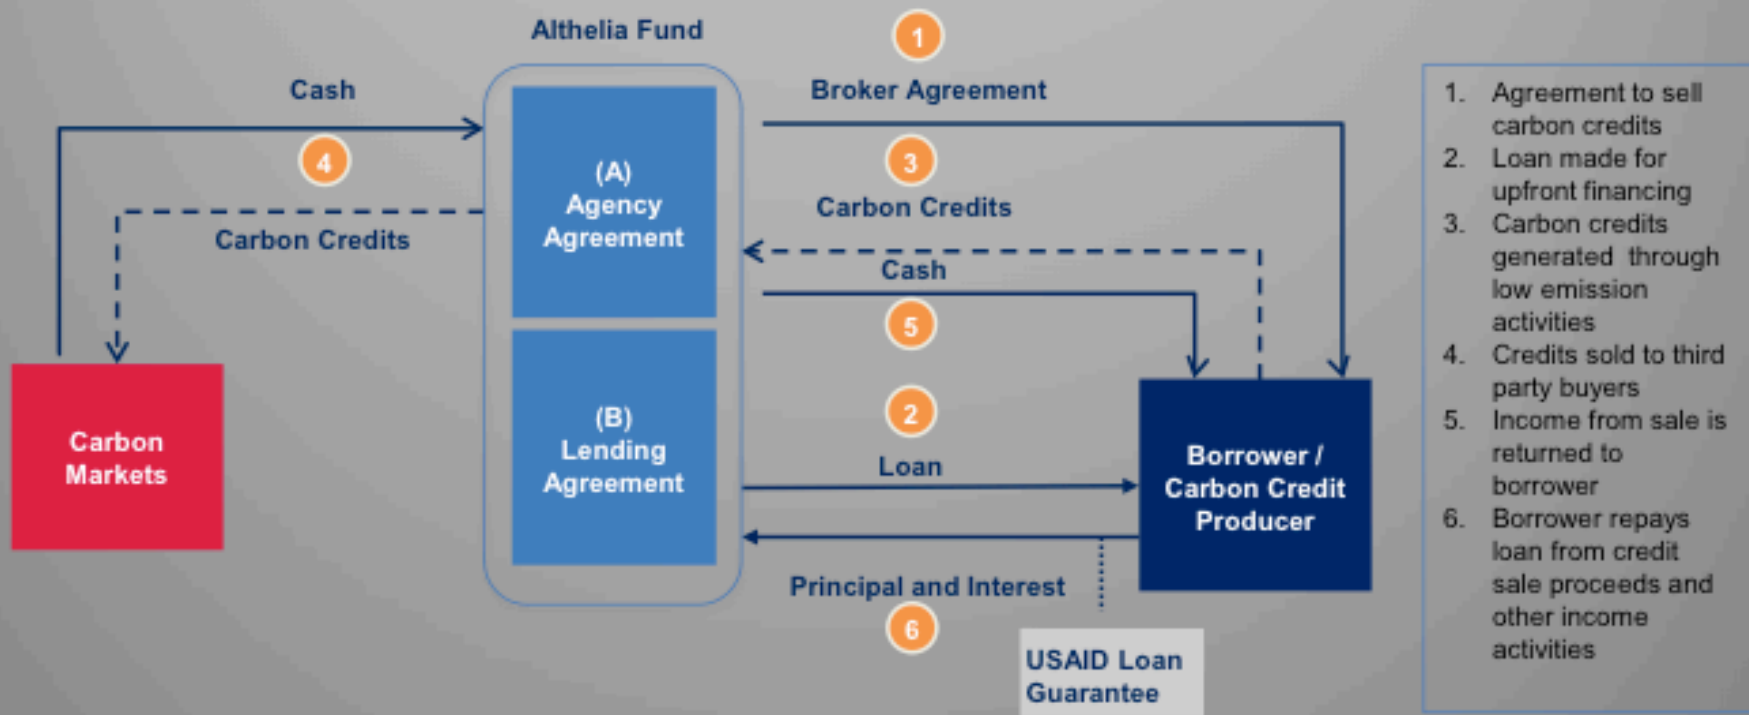 Althelia Fund
1
Cash
Broker Agreement
4
3
(A)
Agency
Agreement
Carbon Credits
Carbon Credits
Cash
5
Carbon
Markets
(B)
Lending
Agreement
2
Loan
Borrower /
Carbon Credit
Producer
Principal and Interest
6
USAID Loan
Guarantee
1. Agreement to sell
carbon credits
2. Loan made for
upfront financing
3. Carbon credits
generated through
low emission
activities
4. Credits sold to third
party buyers
5. Income from sale is
returned to
borrower
6. Borrower repays
loan from credit
sale proceeds and
other income
activities